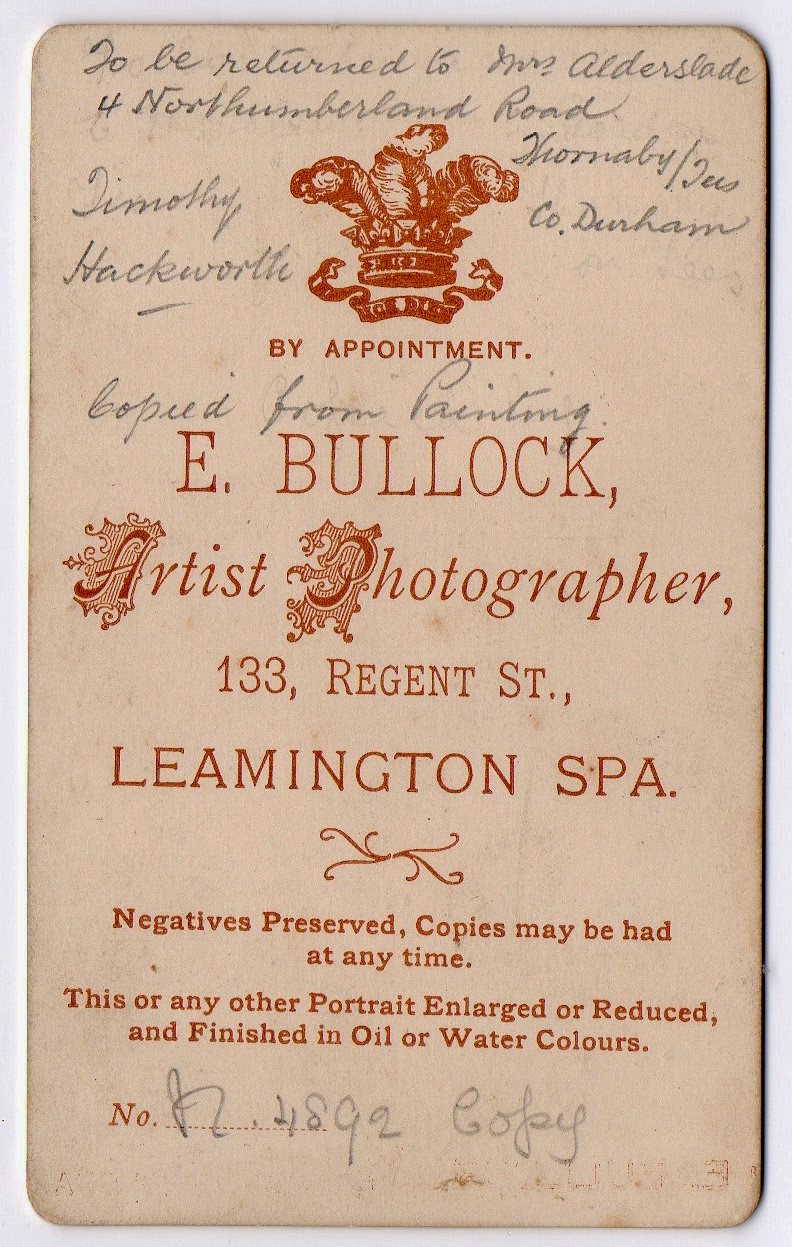 To be returned to Mrs Alderslade
4 Northumberland Road
Thornaby/Tees
Co. Durham
Timothy
Hackworth
BY APPOINTMENT.
Copied from Painting.
E. BULLOCK,
Artist Photographer,
133, REGENT ST.,
LEAMINGTON SPA.
Negatives Preserved, Copies may be had
at any time.
This or any other Portrait Enlarged or Reduced,
and Finished in Oil or Water Colours.
No. 4892 Copy